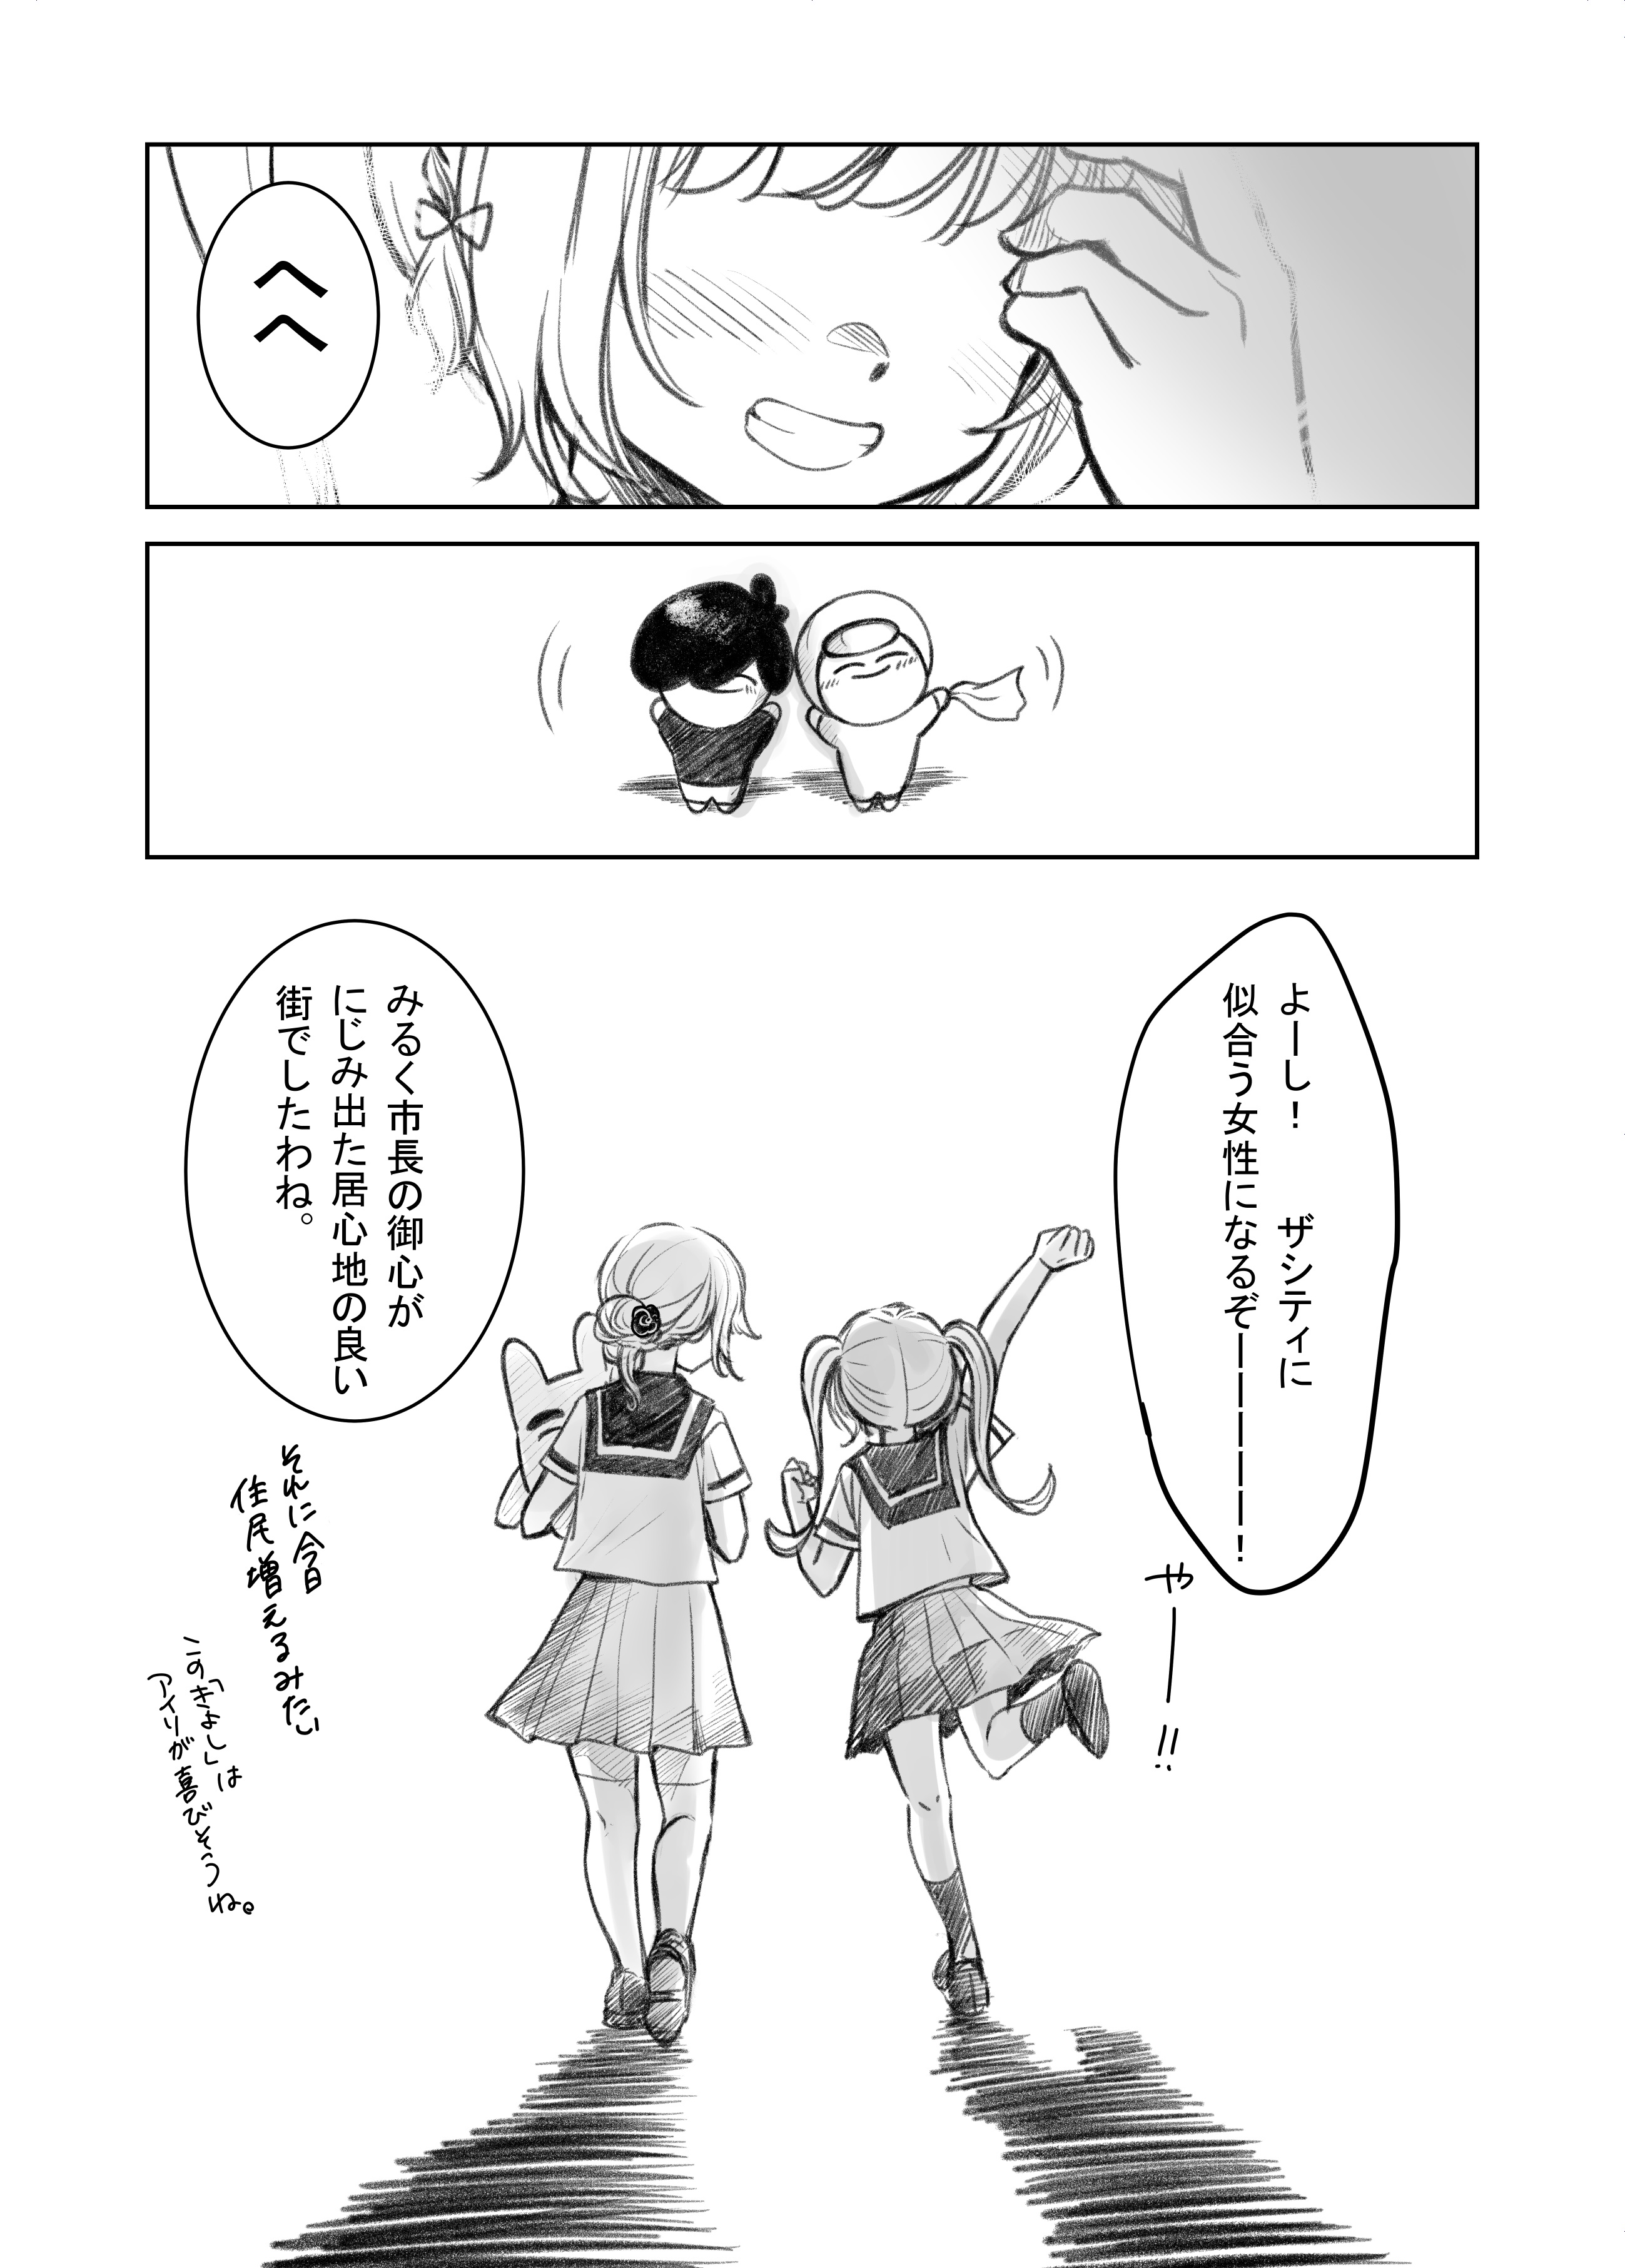 へへ
よーし！　ザシティに
似合う女性になるぞーーーーー！
やー!!
みるく市長の御心が
にじみ出た居心地の良い
街でしたわね。
それに今日
住民増えるみたい
この「きよし」は
アイリが喜びそうね。